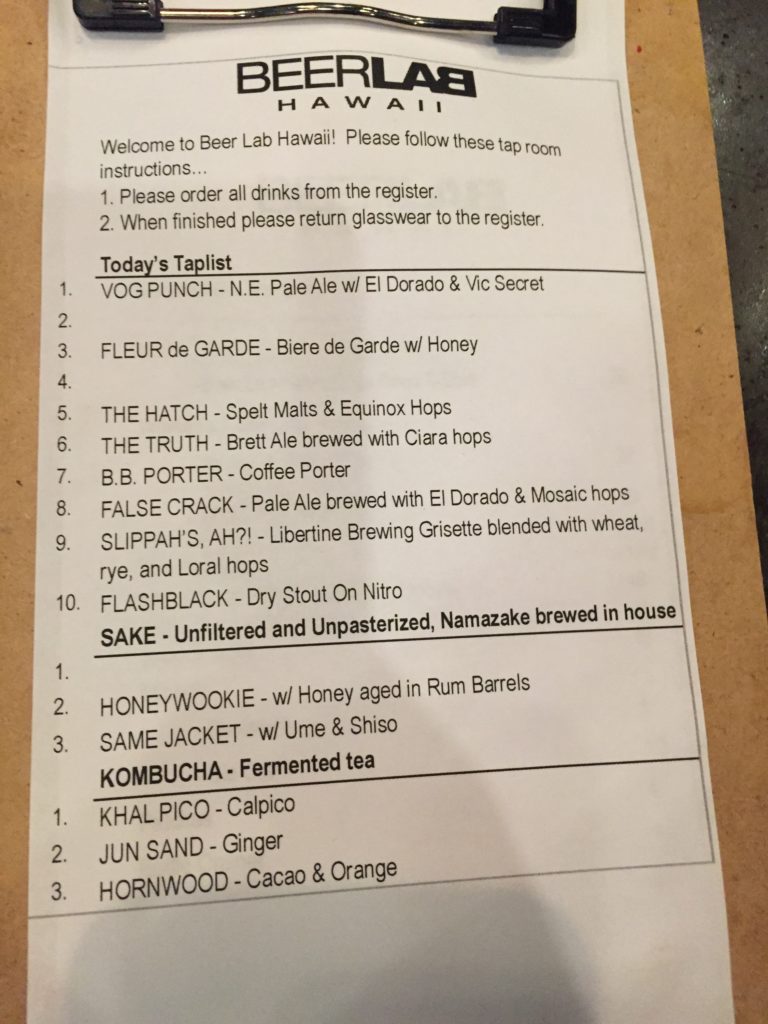 BEERLAB
HAWAII
Welcome to Beer Lab Hawaii! Please follow these tap room
instructions...
1. Please order all drinks from the register.
2. When finished please return glasswear to the register.
Today's Taplist
1. VOG PUNCH - N.E. Pale Ale w/ El Dorado & Vic Secret
2.
3. FLEUR de GARDE - Biere de Garde w/ Honey
4.
5. THE HATCH - Spelt Malts & Equinox Hops
6. THE TRUTH - Brett Ale brewed with Ciara hops
7. B.B. PORTER - Coffee Porter
8. FALSE CRACK - Pale Ale brewed with El Dorado & Mosaic hops
9. SLIPPAH'S, AH?! - Libertine Brewing Grisette blended with wheat,
rye, and Loral hops
10. FLASHBLACK - Dry Stout On Nitro
SAKE - Unfiltered and Unpasterized, Namazake brewed in house
1.
2. HONEYWOOKIE - w/ Honey aged in Rum Barrels
3. SAME JACKET - w/ Ume & Shiso
KOMBUCHA - Fermented tea
1. KHAL PICO - Calpico
2. JUN SAND - Ginger
3. HORNWOOD - Cacao & Orange